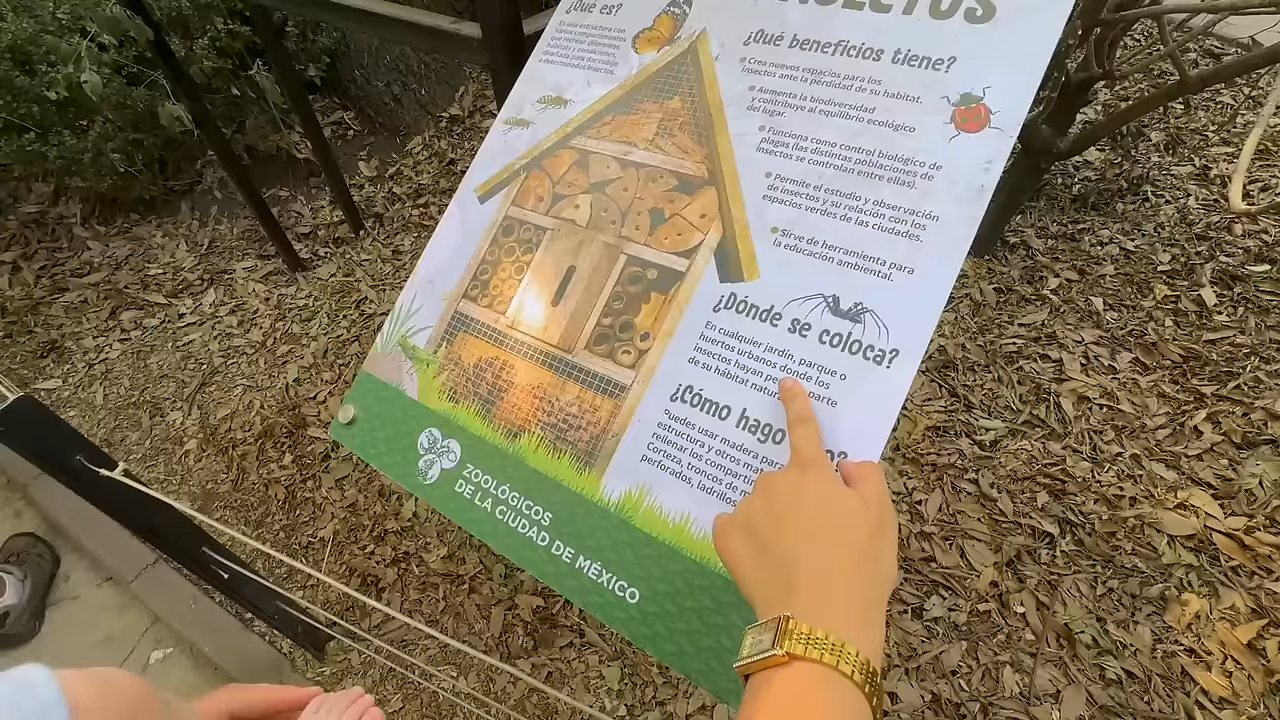 ¿Qué es?
Es una estructura con
varios compartimentos
que recrean diferentes
hábitats y condiciones,
diseñada para dar cobijo
a determinados insectos.
¿Qué beneficios tiene?
Crea nuevos espacios para los
insectos ante la pérdida de su hábitat.
Aumenta la biodiversidad
y contribuye al equilibrio ecológico
del lugar.
Funciona como control biológico de
plagas (las distintas poblaciones de
insectos se controlan entre ellas).
Permite el estudio y observación
de insectos y su relación con los
espacios verdes de las ciudades.
Sirve de herramienta para
la educación ambiental.
¿Dónde se coloca?
En cualquier jardín, parque o
huertos urbanos donde los
insectos hayan parte
de su hábitat
¿Cómo hago
Puedes usar madera para
estructura y otros
rellenar los
Corteza, troncos de
perforados, ladrillos
ZOOLÓGICOS
DE LA CIUDAD DE MÉXICO